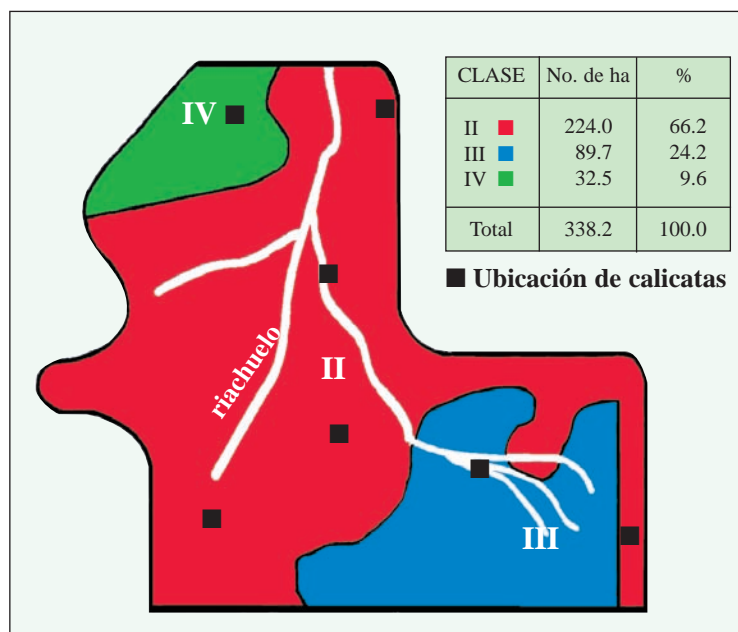 CLASE No. de ha %
II 224.0 66.2
III 89.7 24.2
IV 32.5 9.6
Total 338.2 100.0
Ubicación de calicatas
IV
riachuelo
II
III